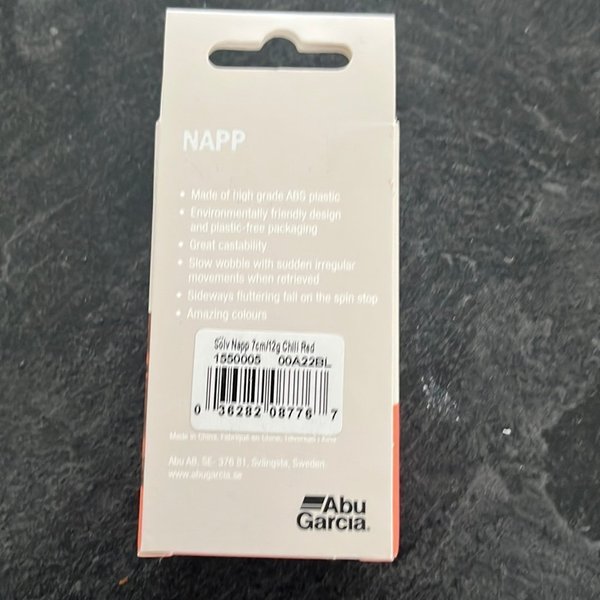 NAPP
• Made of high grade ABS plastic
• Environmentally friendly design
and plastic-free packaging
• Great castability
• Slow wobble with sudden irregular
movements when retrieved
• Sideways fluttering fall on the spin stop
• Amazing colours
Solv Napp 7cm/12g Chili Red
1550005 00A22BL
0 36282 08776 7
Made in China, Fabriqué en Chine,
Abu AB, SE- 376 81, Svängsta, Sweden.
www.abugarcia.se
Abu
Garcia